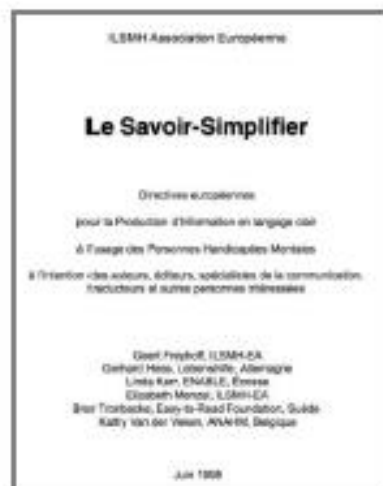 ILSMH Association Européenne
Le Savoir-Simplifier
Directives européennes
pour la Production d'Information en langage clair
à l'usage des Personnes Handicapées Mentales
à l'intention des auteurs, éditeurs, spécialistes de la communication,
traducteurs et autres personnes intéressées
Geert Freyhoff, ILSMH-EA
Gerhard Hess, Lebenshilfe, Allemagne
Linda Kerr, ENABLE, Ecosse
Elizabeth Menzel, ILSMH-EA
Bror Tronbacke, Easy-to-Read Foundation, Suède
Kathy Van der Veken, ANAHM, Belgique
Juin 1998